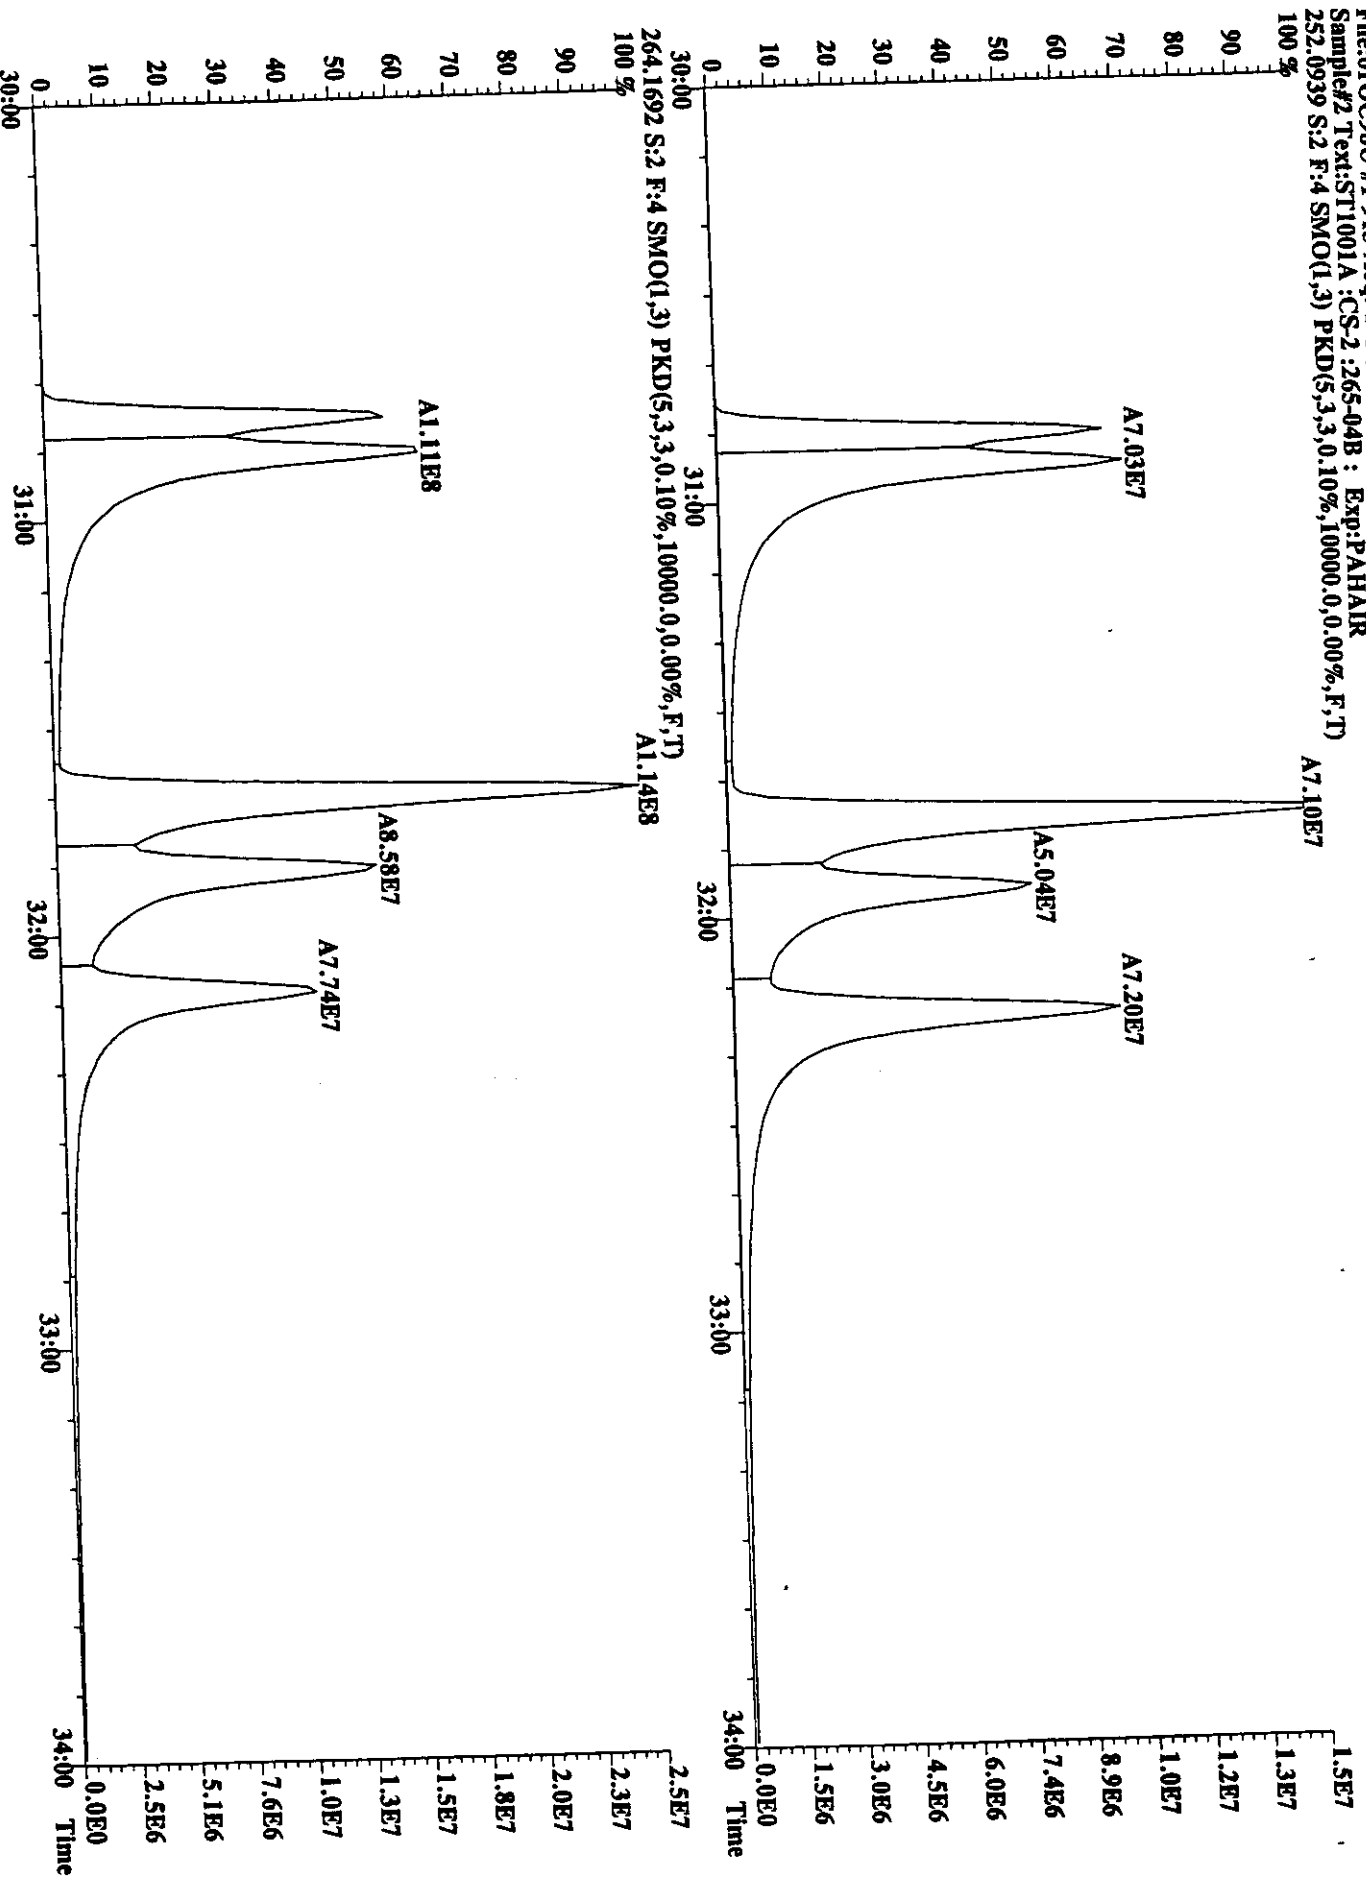 Sample#2 Text:ST1001A :CS-2 :265-04B : Exp:PAHAIR
252.0939 S:2 F:4 SMO(1,3) PKD(5,3,3,0.10%,10000.0,0.00%,F,T)
100 %
90
80
70
60
50
40
30
20
10
0
A7.03E7
A7.10E7
A5.04E7
A7.20E7
1.5E7
1.3E7
1.2E7
1.0E7
8.9E6
7.4E6
6.0E6
4.5E6
3.0E6
1.5E6
0.0E0
30:00 31:00 32:00 33:00 34:00 Time
264.1692 S:2 F:4 SMO(1,3) PKD(5,3,3,0.10%,10000.0,0.00%,F,T)
100 %
90
80
70
60
50
40
30
20
10
0
A1.11E8
A1.14E8
A8.58E7
A7.74E7
2.5E7
2.3E7
2.0E7
1.8E7
1.5E7
1.3E7
1.0E7
7.6E6
5.1E6
2.5E6
0.0E0
30:00 31:00 32:00 33:00 34:00 Time